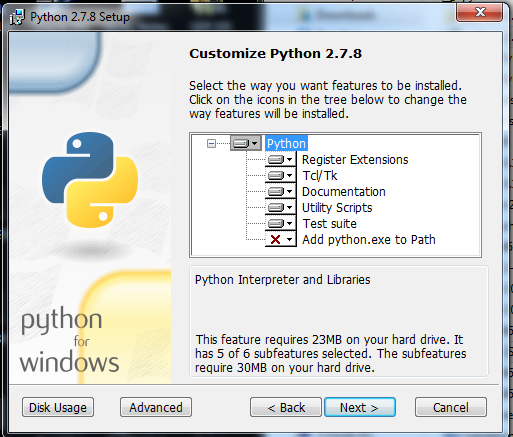 Python 2.7.8 Setup
Customize Python 2.7.8
Select the way you want features to be installed.
Click on the icons in the tree below to change the
way features will be installed.
Python
Register Extensions
Tcl/Tk
Documentation
Utility Scripts
Test suite
Add python.exe to Path
Python Interpreter and Libraries
This feature requires 23MB on your hard drive. It
has 5 of 6 subfeatures selected. The subfeatures
require 30MB on your hard drive.
python
for
windows
Disk Usage
Advanced
< Back
Next >
Cancel